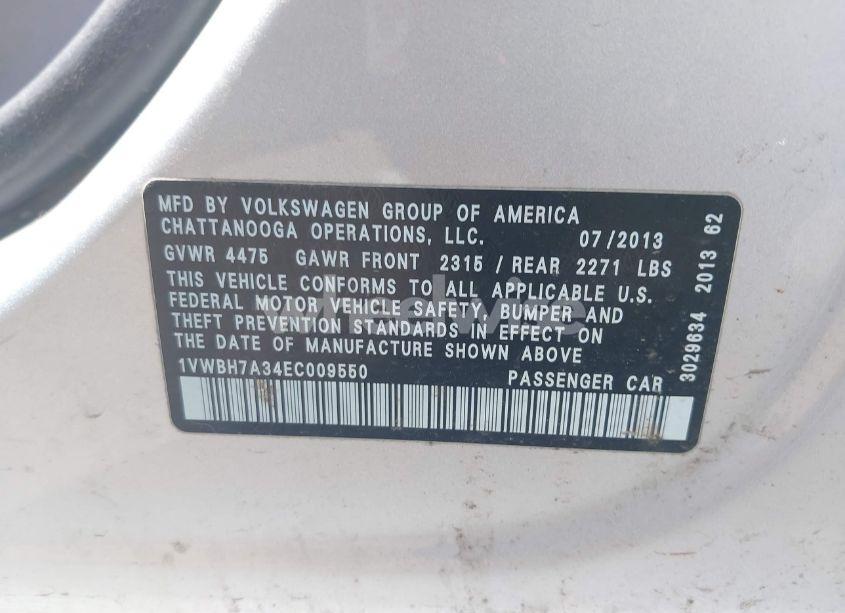 MFD BY VOLKSWAGEN GROUP OF AMERICA
CHATTANOOGA OPERATIONS, LLC. 07/2013
GVWR 4475 GAWR FRONT 2315 / REAR 2271 LBS
THIS VEHICLE CONFORMS TO ALL APPLICABLE U.S.
FEDERAL MOTOR VEHICLE SAFETY, BUMPER AND
THEFT PREVENTION STANDARDS IN EFFECT ON
THE DATE OF MANUFACTURE SHOWN ABOVE
1VWBH7A34EC009550 PASSENGER CAR
3029634 2013 62